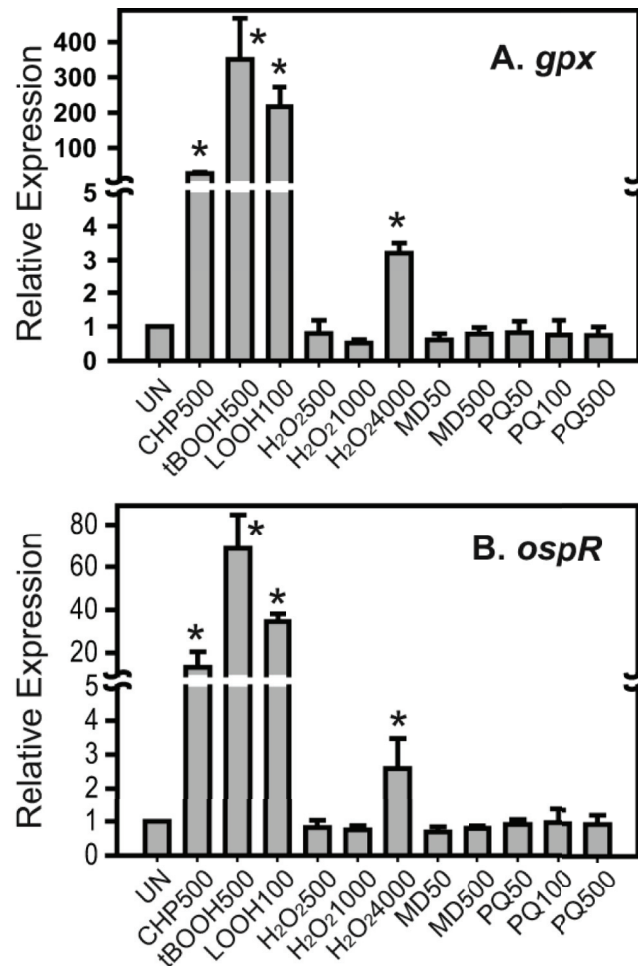 A. gpx
Relative Expression
400
300
200
100
5
4
3
2
1
0
* * * *
UN
CHP500
tBOOH500
LOOH100
H₂O₂500
H₂O₂1000
H₂O₂4000
MD50
MD500
PQ50
PQ100
PQ500
B. ospR
Relative Expression
80
60
40
20
5
4
3
2
1
0
* * * *
UN
CHP500
tBOOH500
LOOH100
H₂O₂500
H₂O₂1000
H₂O₂4000
MD50
MD500
PQ50
PQ100
PQ500